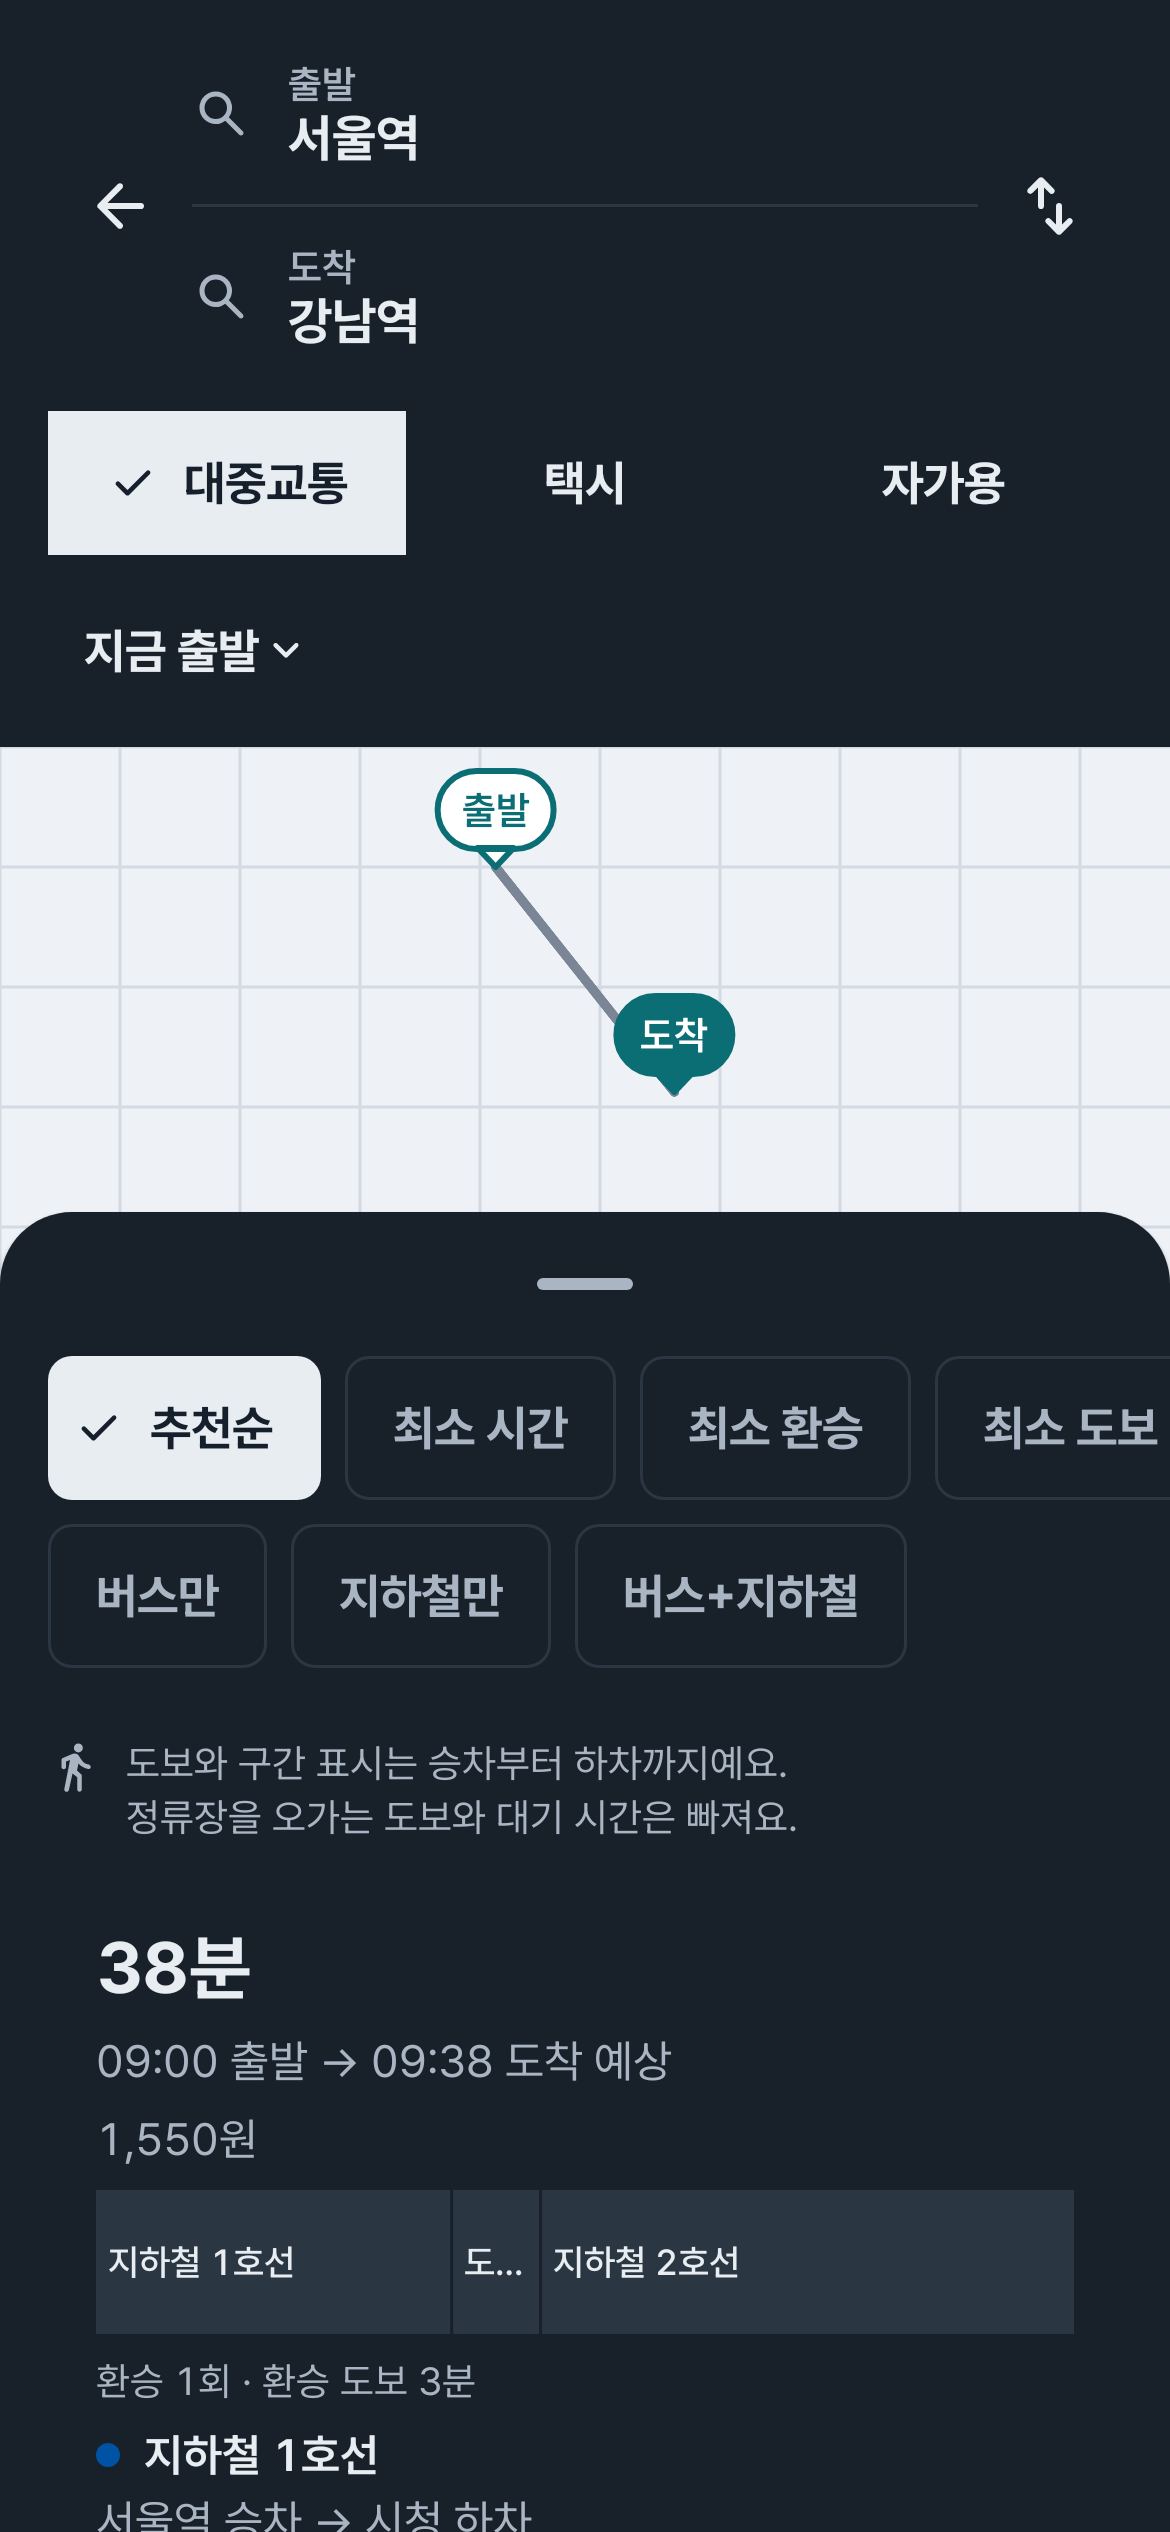 출발
서울역
도착
강남역
대중교통 택시 자가용
지금 출발
출발
도착
추천순 최소 시간 최소 환승 최소 도보
버스만 지하철만 버스+지하철
도보와 구간 표시는 승차부터 하차까지예요.
정류장을 오가는 도보와 대기 시간은 빠져요.
38분
09:00 출발 → 09:38 도착 예상
1,550원
지하철 1호선 도... 지하철 2호선
환승 1회 · 환승 도보 3분
지하철 1호선
서울역 승차 → 시청 하차